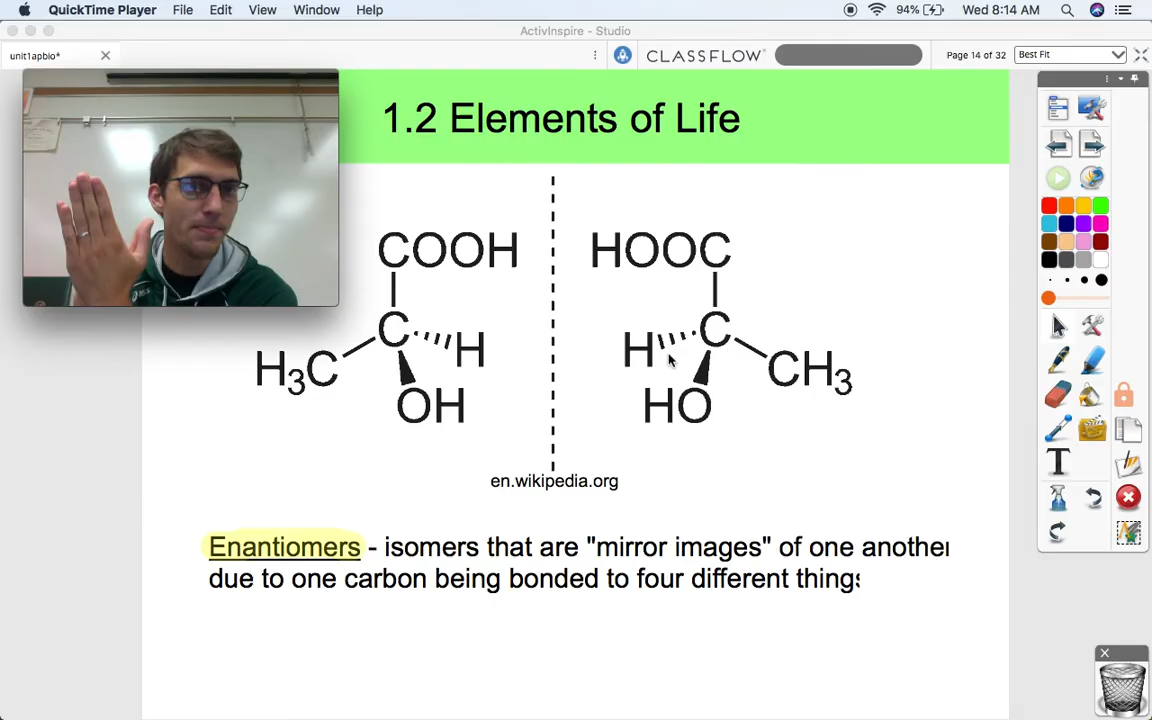 QuickTime Player File Edit View Window Help 94% Wed 8:14 AM
ActivInspire - Studio
unit1apbio* CLASSFLOW Page 14 of 32 Best Fit
1.2 Elements of Life
COOH HOOC
C H H C
H3C CH3
OH HO
en.wikipedia.org
Enantiomers - isomers that are "mirror images" of one another
due to one carbon being bonded to four different things
T